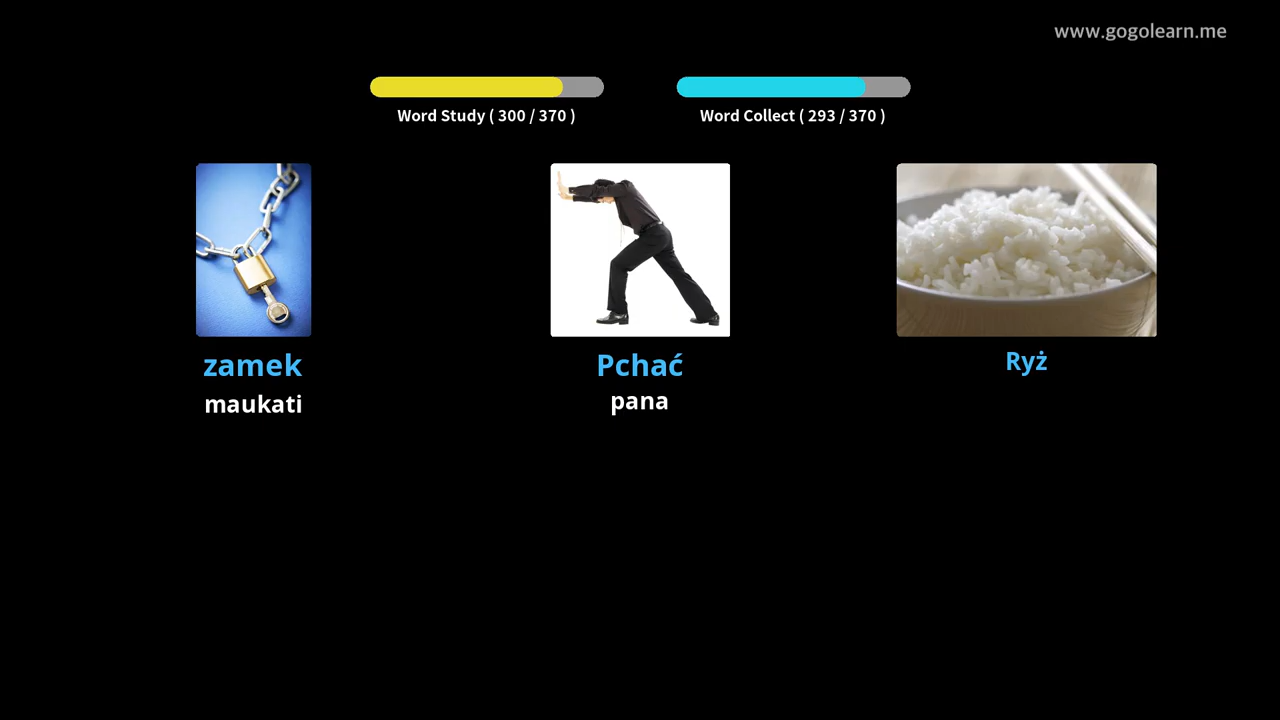 www.gogolearn.me
Word Study ( 300 / 370 )
Word Collect ( 293 / 370 )
zamek
maukati
Pchać
pana
Ryż